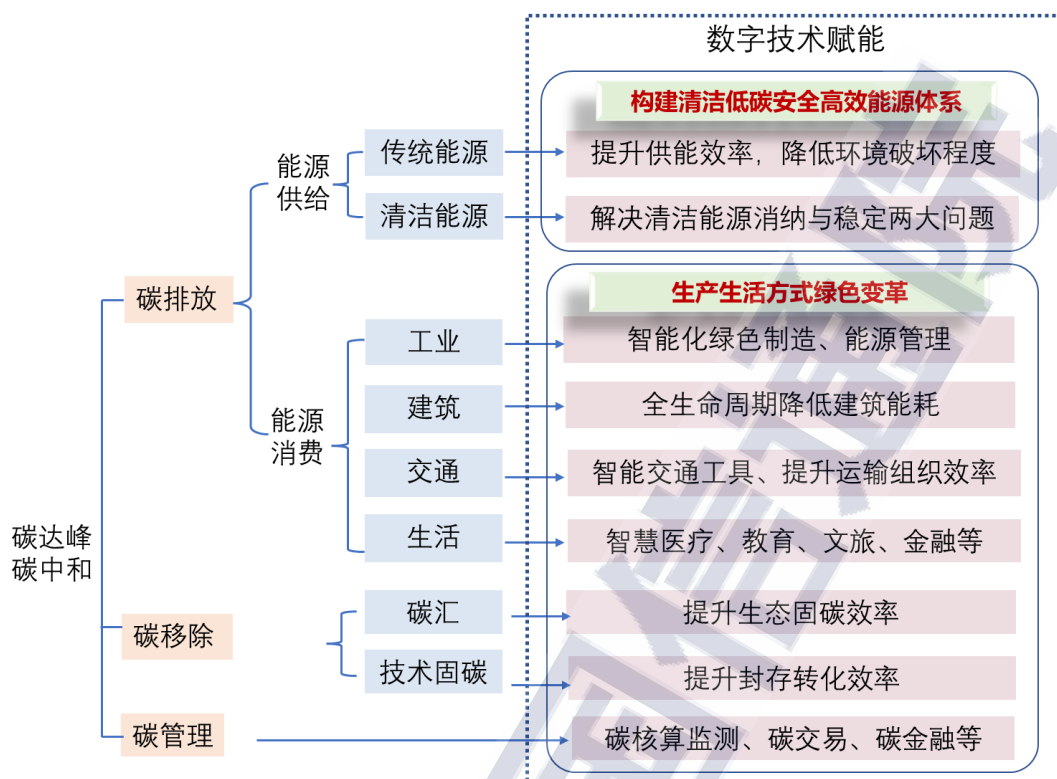 数字技术赋能
构建清洁低碳安全高效能源体系
能源
供给
传统能源
提升供能效率，降低环境破坏程度
清洁能源
解决清洁能源消纳与稳定两大问题
碳排放
生产生活方式绿色变革
工业
智能化绿色制造、能源管理
能源
消费
建筑
全生命周期降低建筑能耗
交通
智能交通工具、提升运输组织效率
生活
智慧医疗、教育、文旅、金融等
碳达峰
碳中和
碳移除
碳汇
提升生态固碳效率
技术固碳
提升封存转化效率
碳管理
碳核算监测、碳交易、碳金融等
国信通院